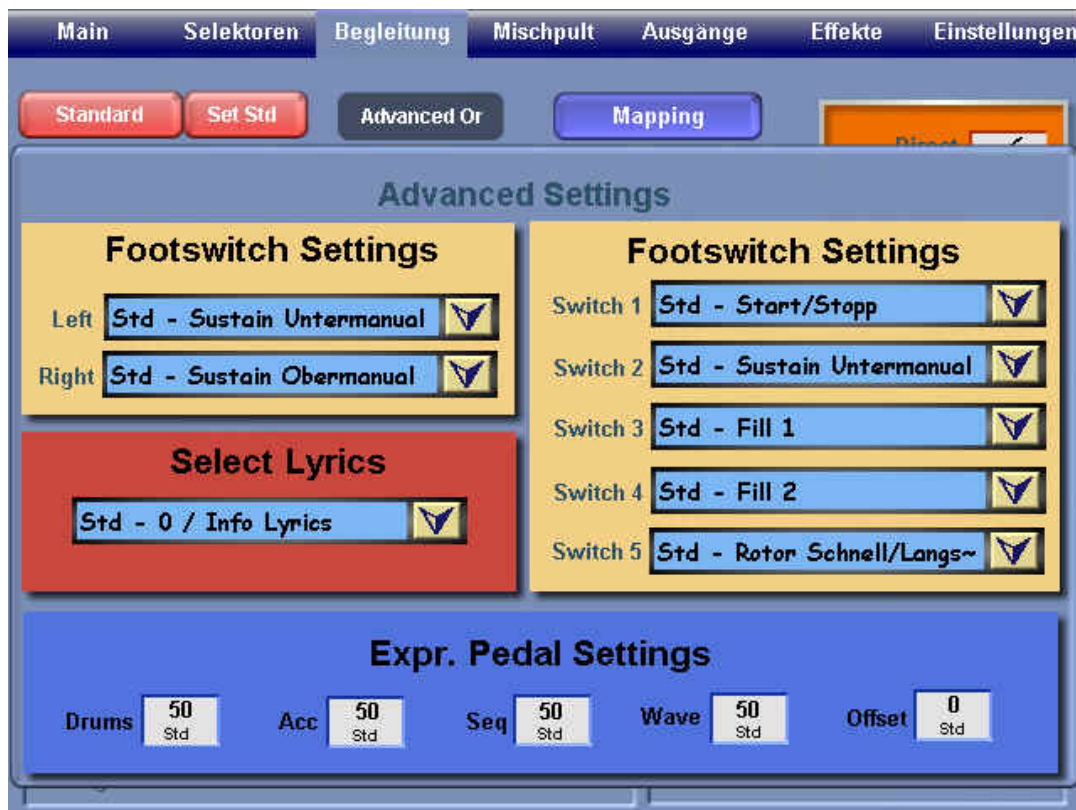 Main Selektoren Begleitung Mischpult Ausgänge Effekte Einstellungen
Standard Set Std Advanced Or Mapping
Advanced Settings
Footswitch Settings
Left Std - Sustain Untermanual
Right Std - Sustain Obermanual
Select Lyrics
Std - 0 / Info Lyrics
Footswitch Settings
Switch 1 Std - Start/Stopp
Switch 2 Std - Sustain Untermanual
Switch 3 Std - Fill 1
Switch 4 Std - Fill 2
Switch 5 Std - Rotor Schnell/Langs~
Expr. Pedal Settings
Drums 50 Std Acc 50 Std Seq 50 Std Wave 50 Std Offset 0 Std